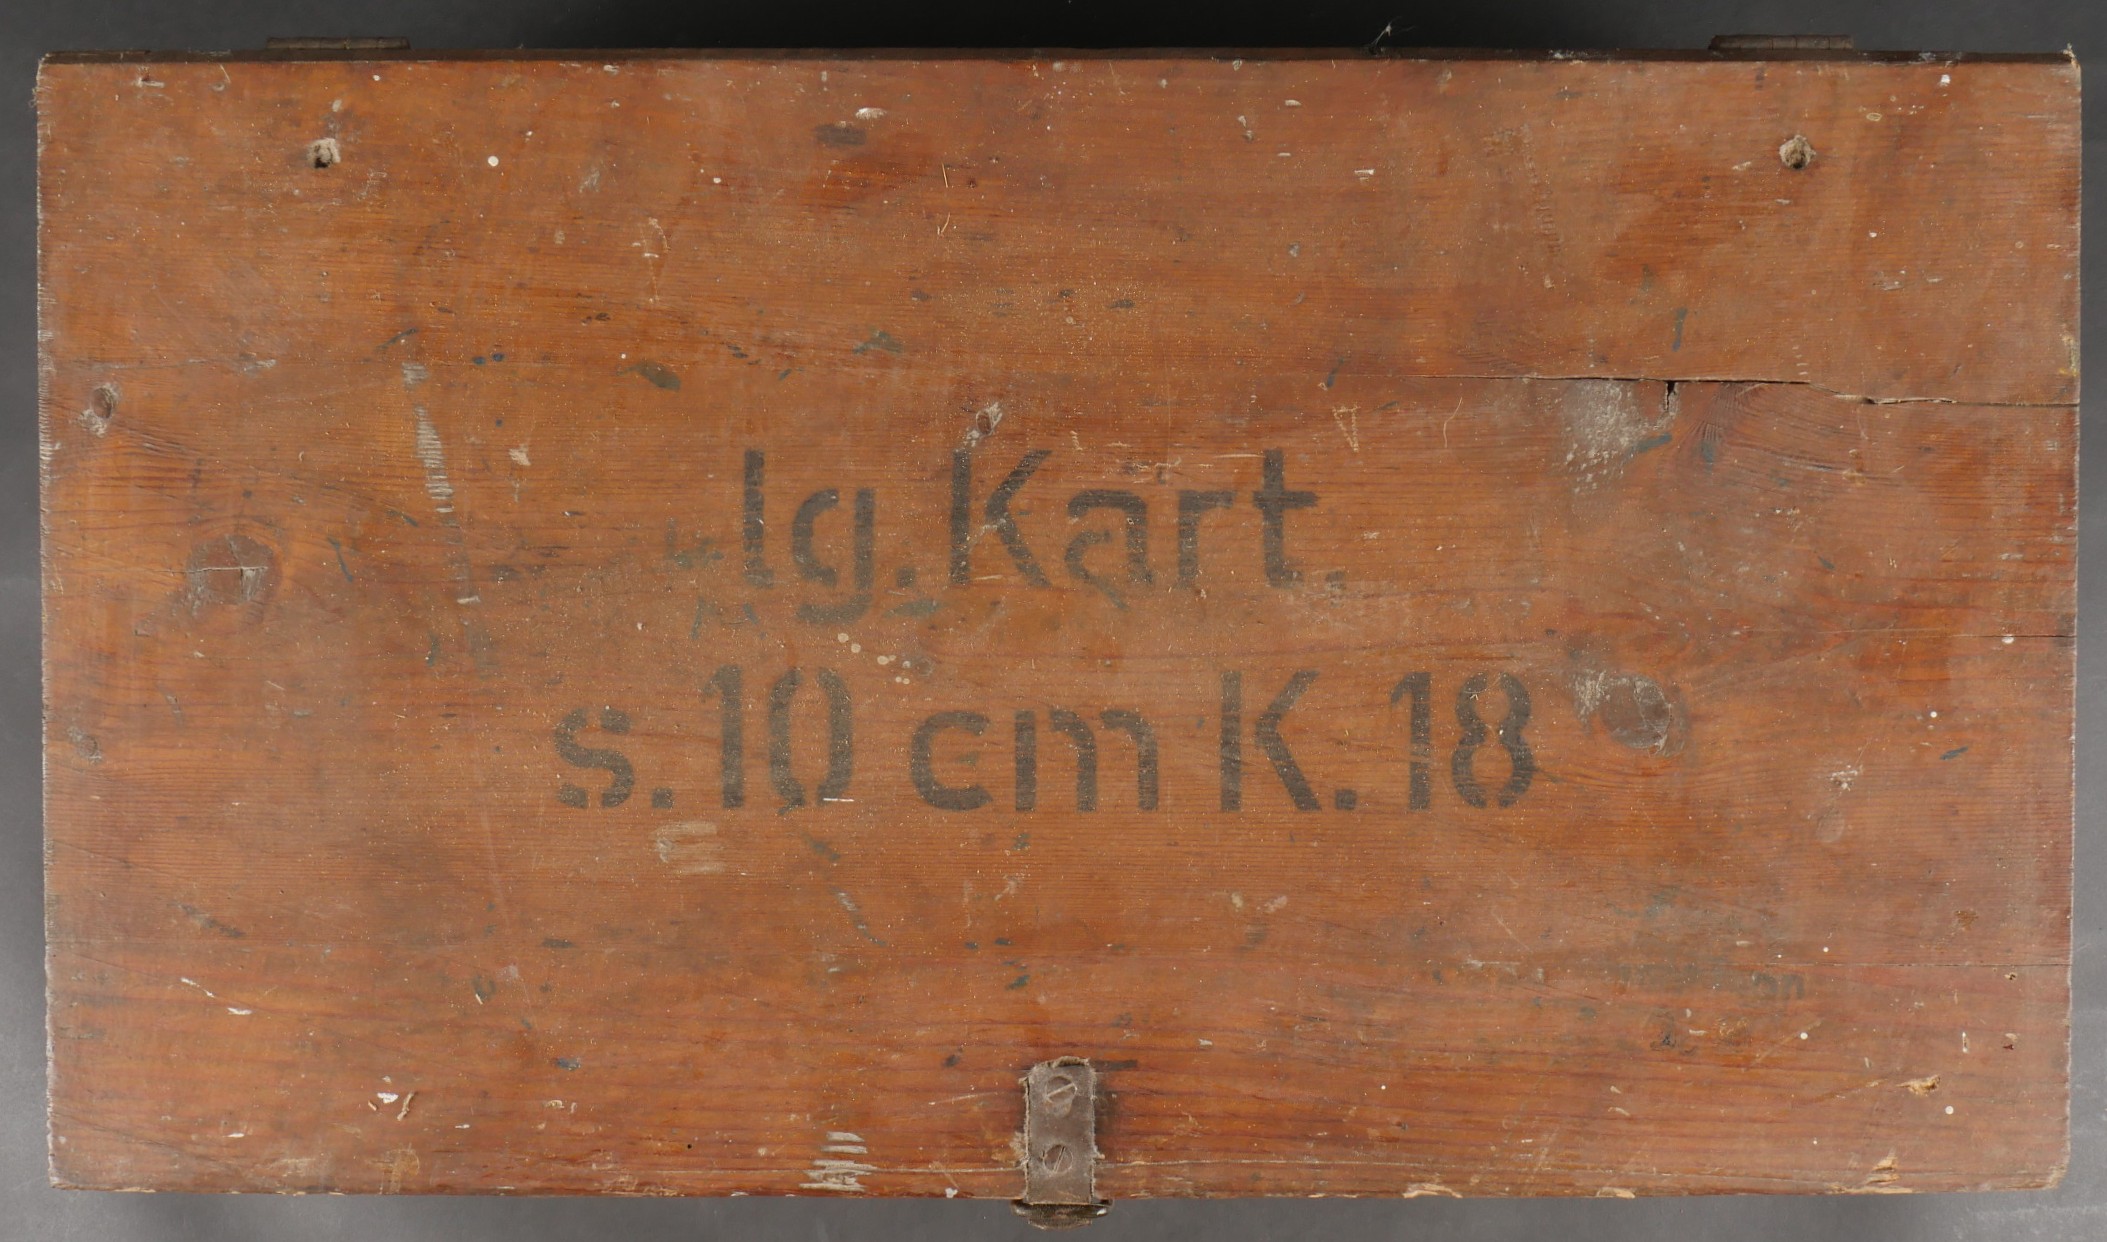 lg. Kart.
s. 10 cm K. 18